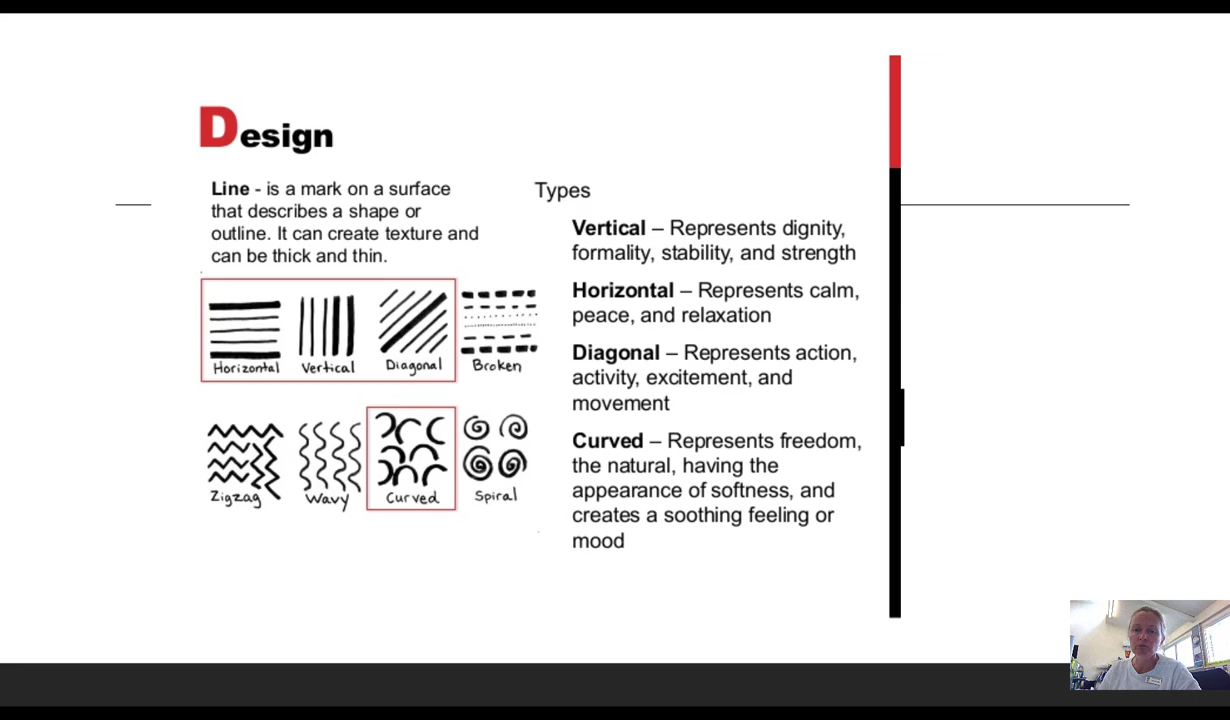 Design
Line - is a mark on a surface
that describes a shape or
outline. It can create texture and
can be thick and thin.
Horizontal Vertical Diagonal Broken
Zigzag Wavy Curved Spiral
Types
Vertical – Represents dignity,
formality, stability, and strength
Horizontal – Represents calm,
peace, and relaxation
Diagonal – Represents action,
activity, excitement, and
movement
Curved – Represents freedom,
the natural, having the
appearance of softness, and
creates a soothing feeling or
mood